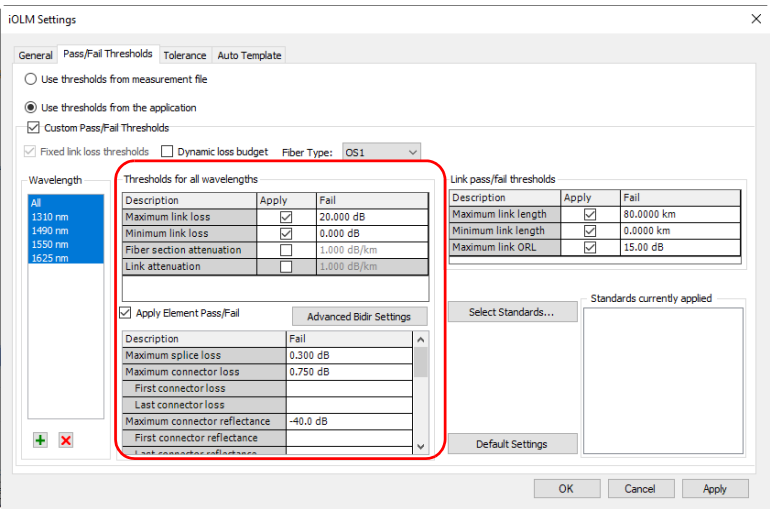 iOLM Settings
General Pass/Fail Thresholds Tolerance Auto Template
Use thresholds from measurement file
Use thresholds from the application
Custom Pass/Fail Thresholds
Fixed link loss thresholds Dynamic loss budget Fiber Type: OS1
Wavelength
All
1310 nm
1490 nm
1550 nm
1625 nm
Thresholds for all wavelengths
Description Apply Fail
Maximum link loss 20.000 dB
Minimum link loss 0.000 dB
Fiber section attenuation 1.000 dB/km
Link attenuation 1.000 dB/km
Apply Element Pass/Fail Advanced Bidir Settings
Description Fail
Maximum splice loss 0.300 dB
Maximum connector loss 0.750 dB
First connector loss
Last connector loss
Maximum connector reflectance -40.0 dB
First connector reflectance
Last connector reflectance
Link pass/fail thresholds
Description Apply Fail
Maximum link length 80.0000 km
Minimum link length 0.0000 km
Maximum link ORL 15.00 dB
Select Standards...
Standards currently applied
Default Settings
OK Cancel Apply